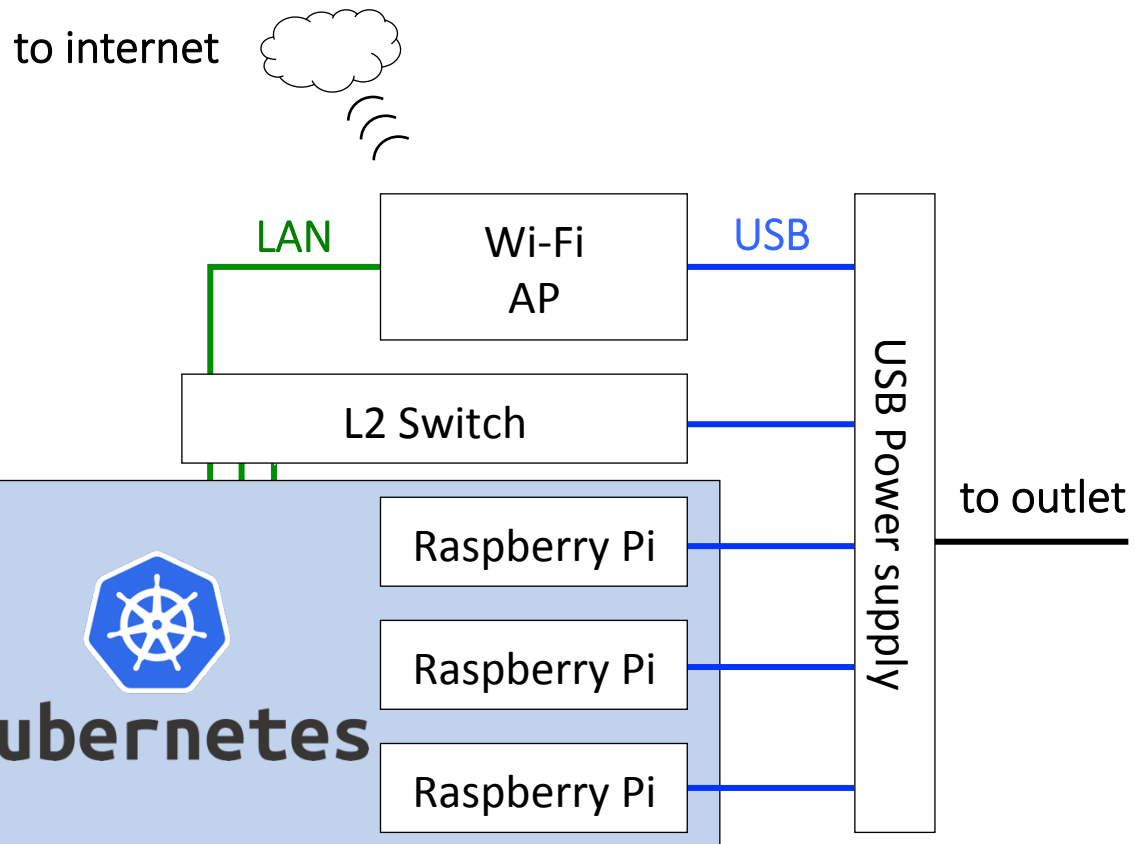 to internet
LAN
Wi-Fi
AP
USB
L2 Switch
USB Power supply
to outlet
Raspberry Pi
Raspberry Pi
ubernetes
Raspberry Pi